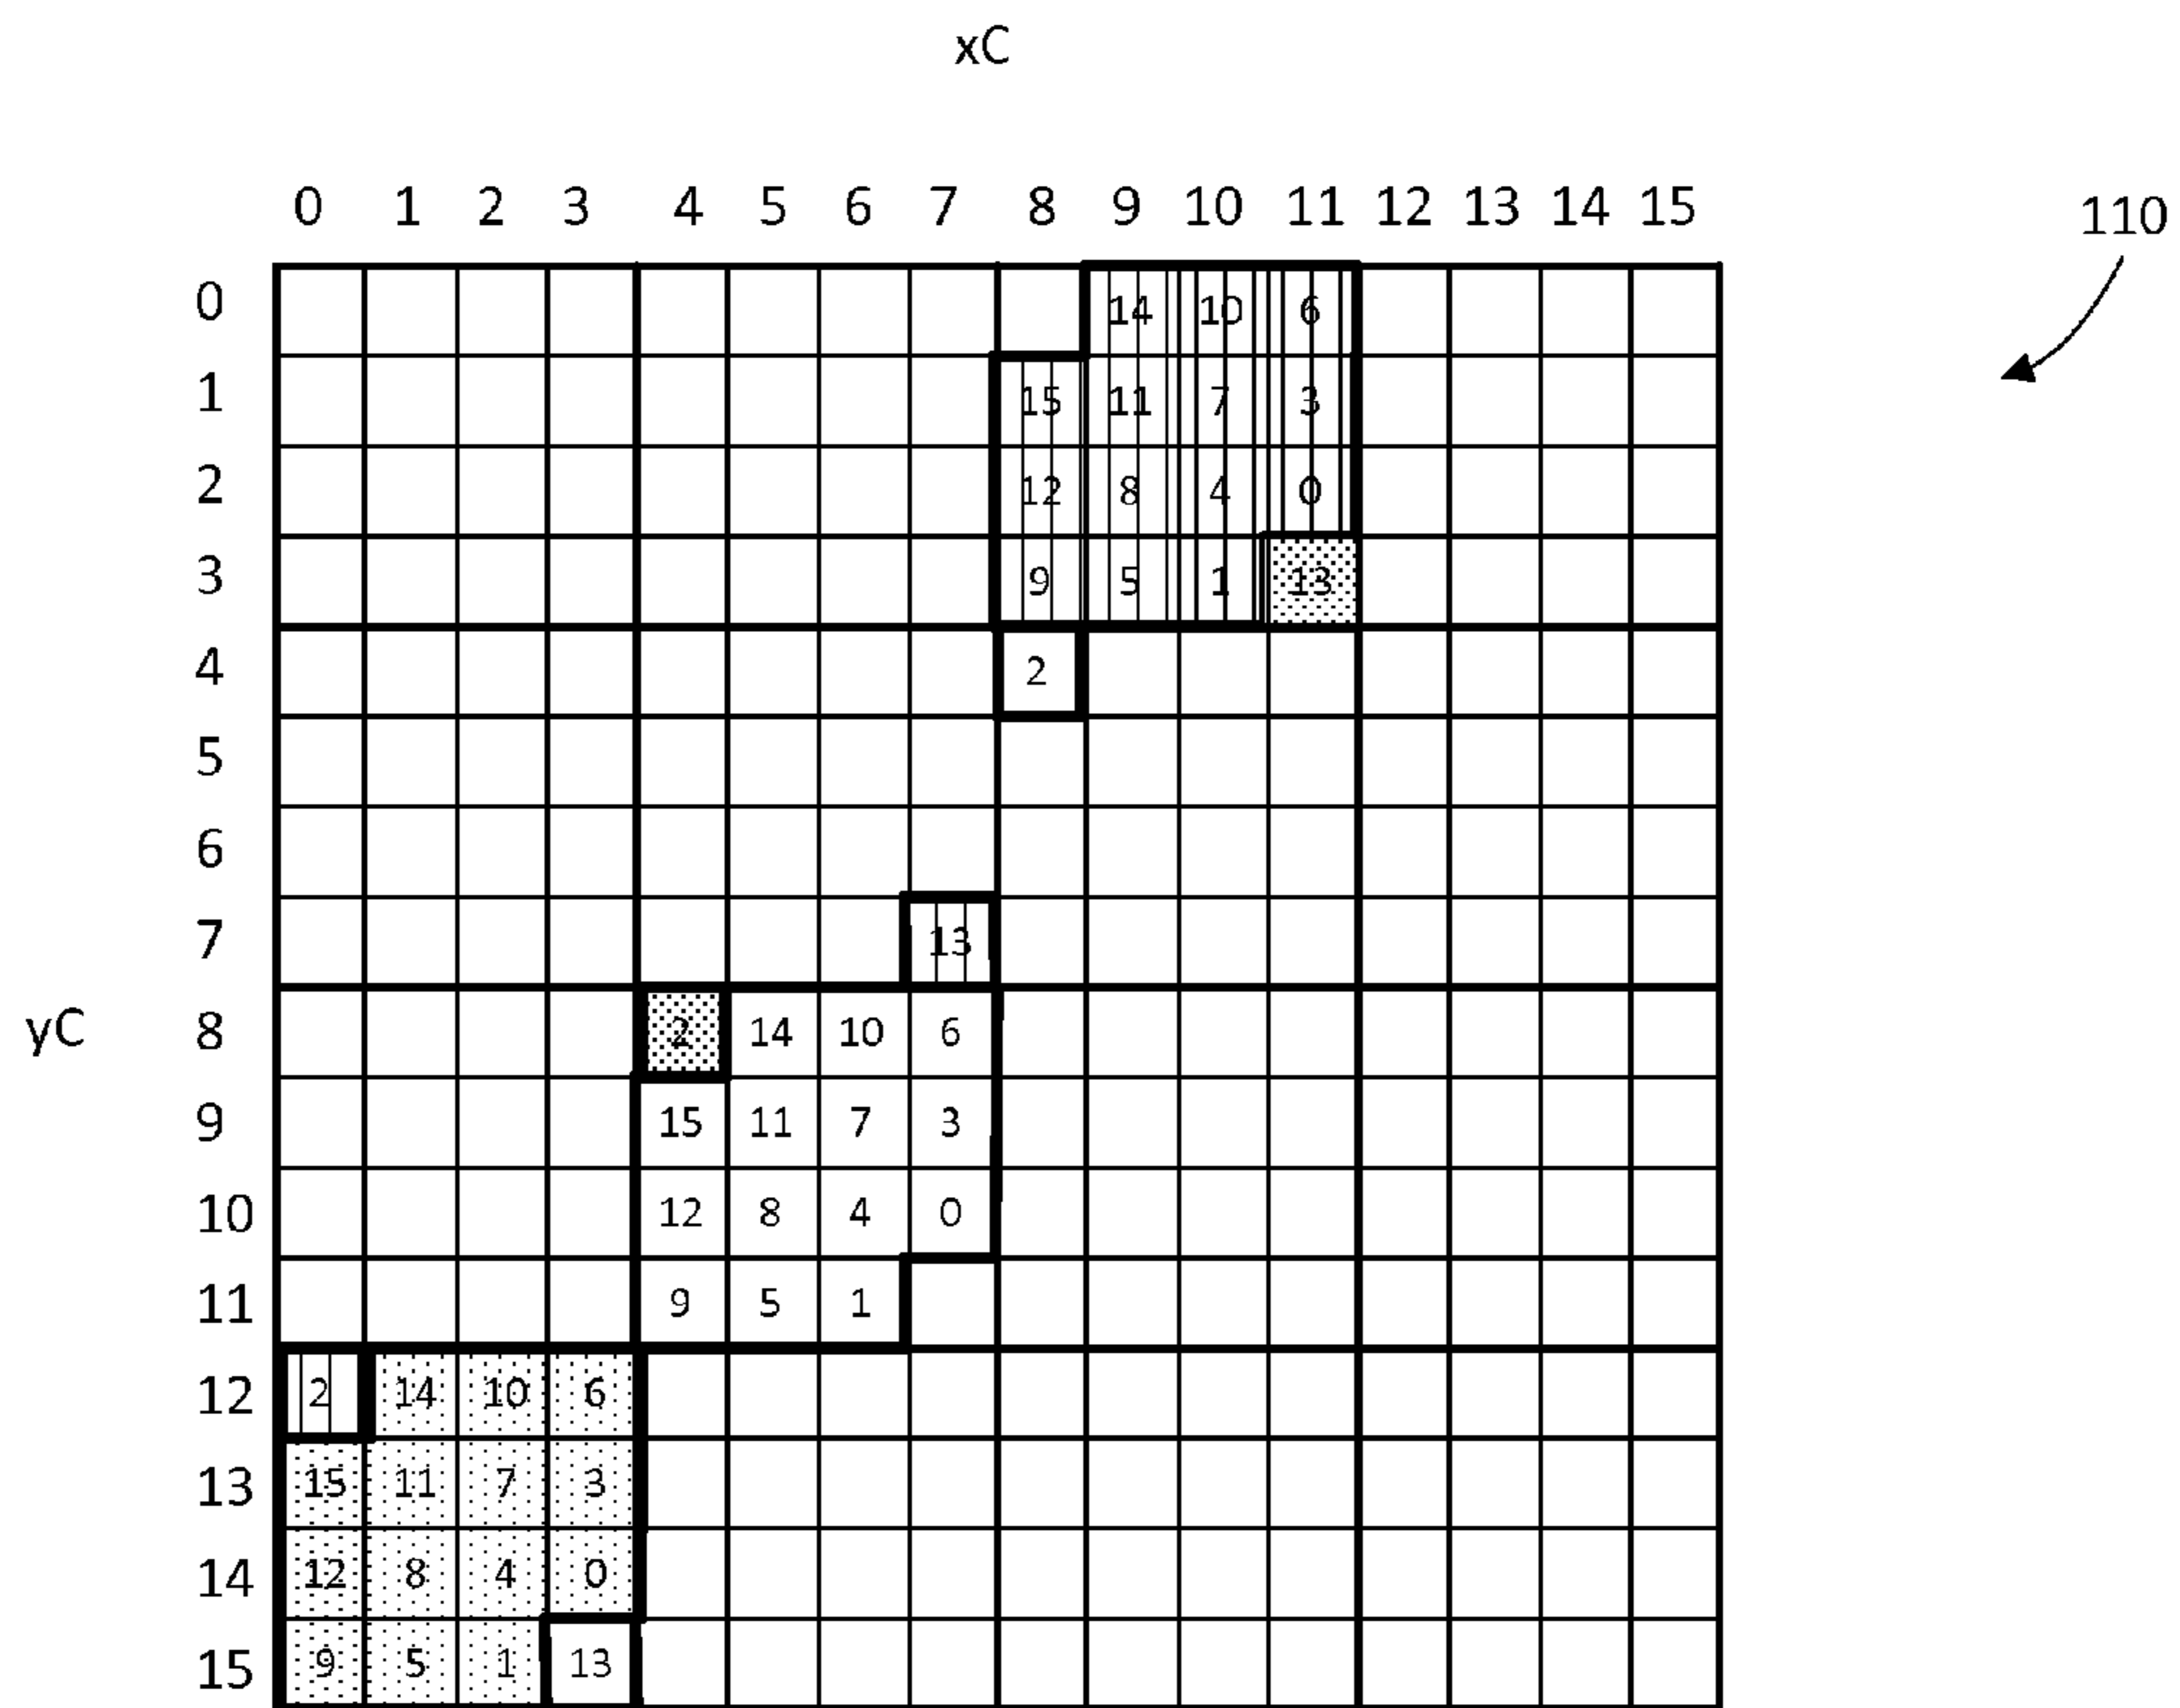 xC
0 1 2 3 4 5 6 7 8 9 10 11 12 13 14 15
110
0 14 10 6
1 15 11 7 3
2 12 8 4 0
3 9 5 1 13
4 2
5
6
7 13
yC
8 2 14 10 6
9 15 11 7 3
10 12 8 4 0
11 9 5 1
12 2 14 10 6
13 15 11 7 3
14 12 8 4 0
15 9 5 1 13